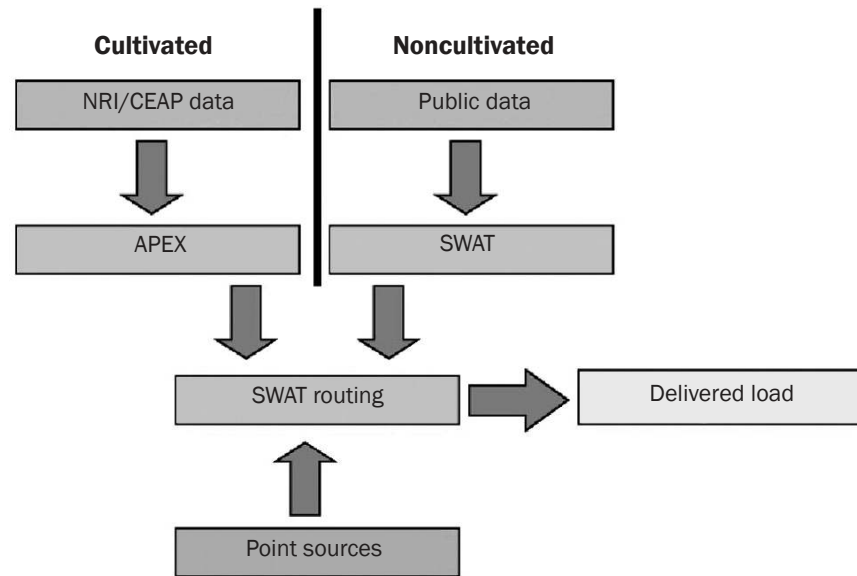 Cultivated
Noncultivated
NRI/CEAP data
Public data
APEX
SWAT
SWAT routing
Delivered load
Point sources